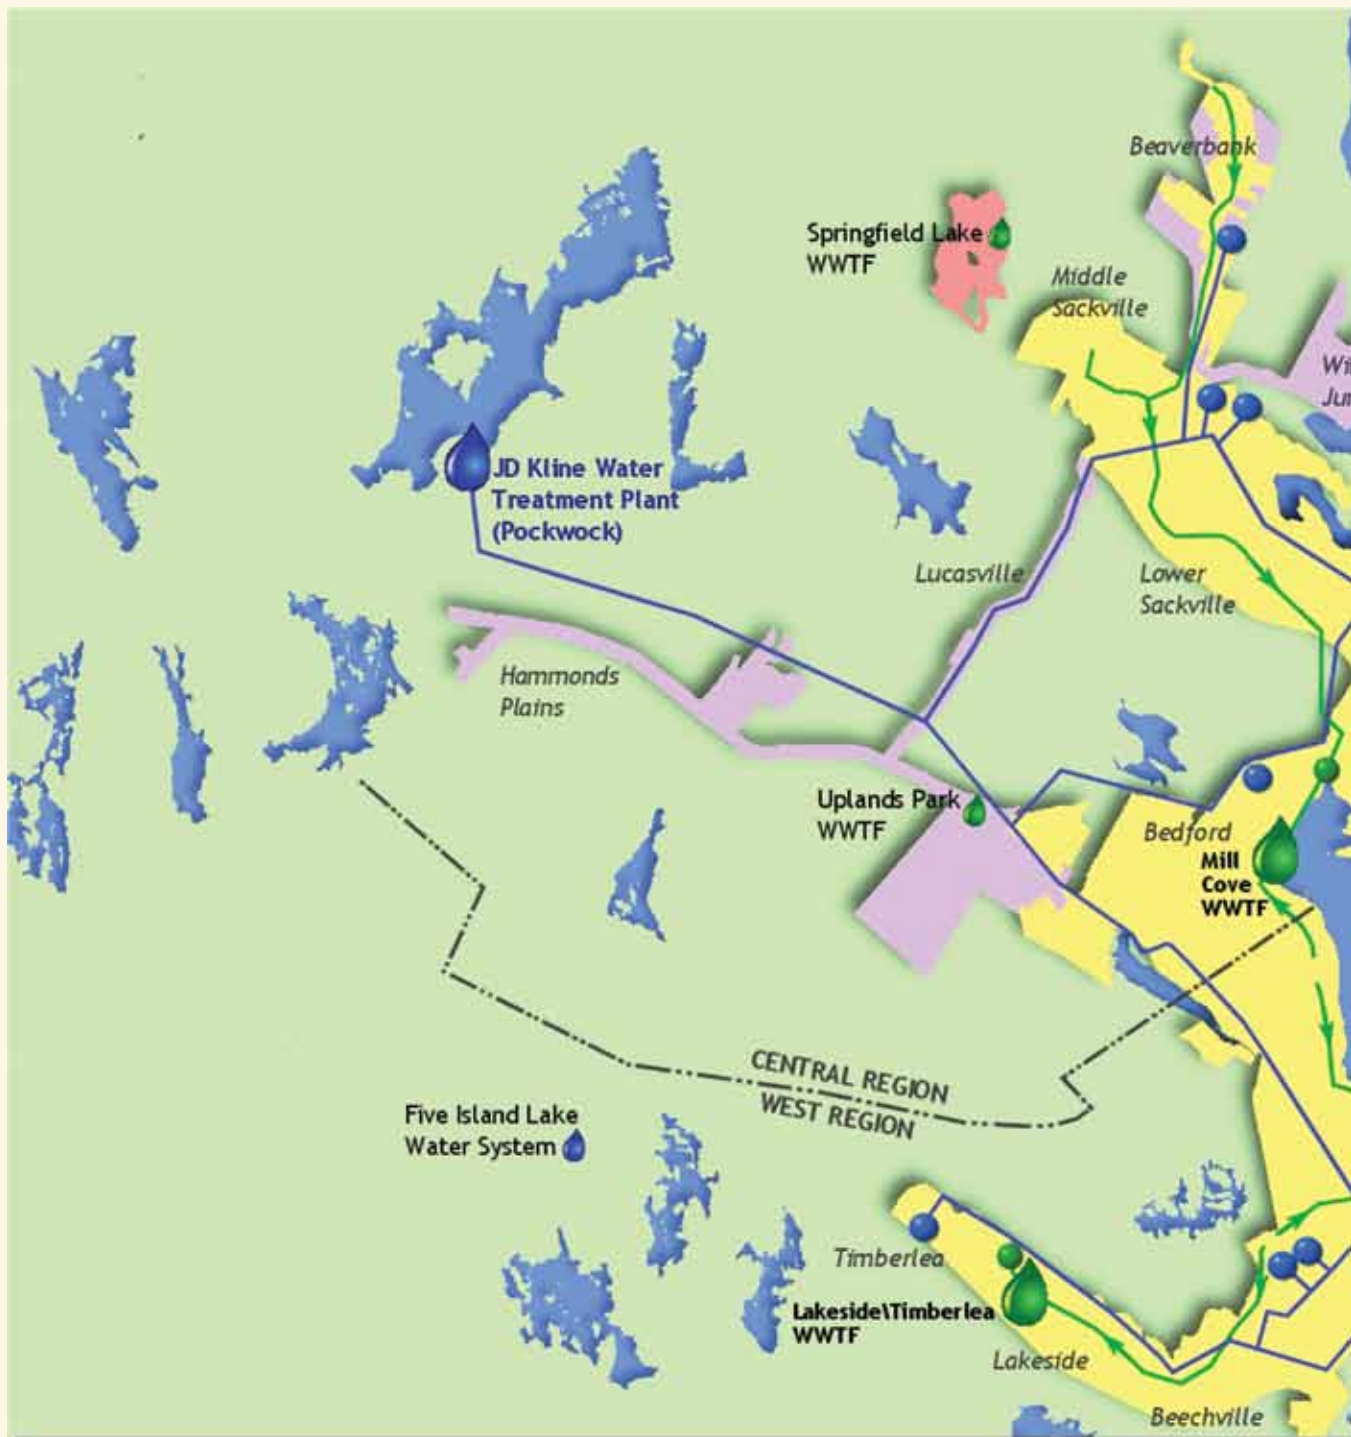 Beaverbank
Springfield Lake
WWTF
Middle
Sackville
JD Kline Water
Treatment Plant
(Pockwock)
Lucasville
Lower
Sackville
Hammonds
Plains
Uplands Park
WWTF
Bedford
Mill
Cove
WWTF
CENTRAL REGION
WEST REGION
Five Island Lake
Water System
Timberlea
Lakeside\Timberlea
WWTF
Lakeside
Beechville